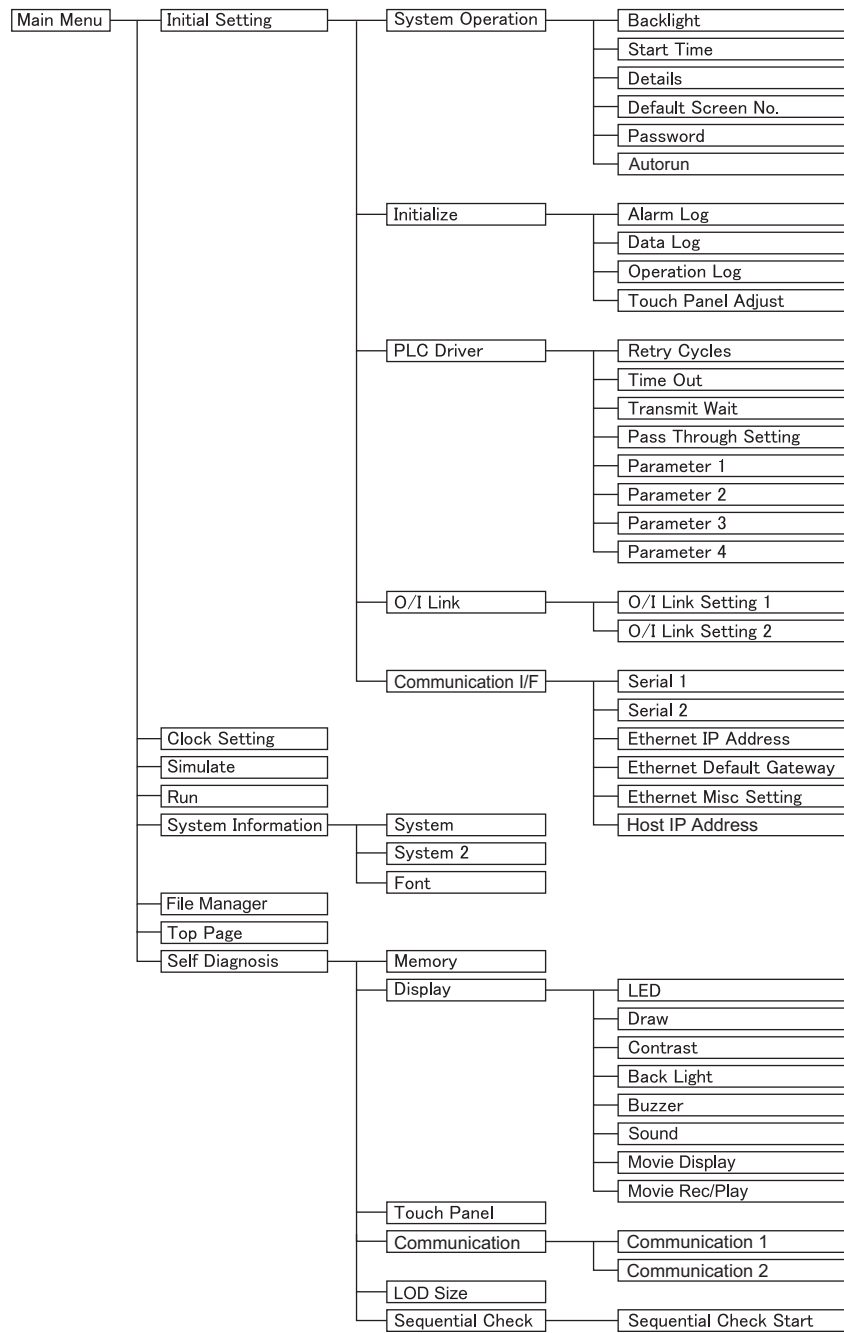 Main Menu
Initial Setting
System Operation
Backlight
Start Time
Details
Default Screen No.
Password
Autorun
Initialize
Alarm Log
Data Log
Operation Log
Touch Panel Adjust
PLC Driver
Retry Cycles
Time Out
Transmit Wait
Pass Through Setting
Parameter 1
Parameter 2
Parameter 3
Parameter 4
O/I Link
O/I Link Setting 1
O/I Link Setting 2
Communication I/F
Serial 1
Serial 2
Ethernet IP Address
Ethernet Default Gateway
Ethernet Misc Setting
Host IP Address
Clock Setting
Simulate
Run
System Information
System
System 2
Font
File Manager
Top Page
Self Diagnosis
Memory
Display
LED
Draw
Contrast
Back Light
Buzzer
Sound
Movie Display
Movie Rec/Play
Touch Panel
Communication
Communication 1
Communication 2
LOD Size
Sequential Check
Sequential Check Start